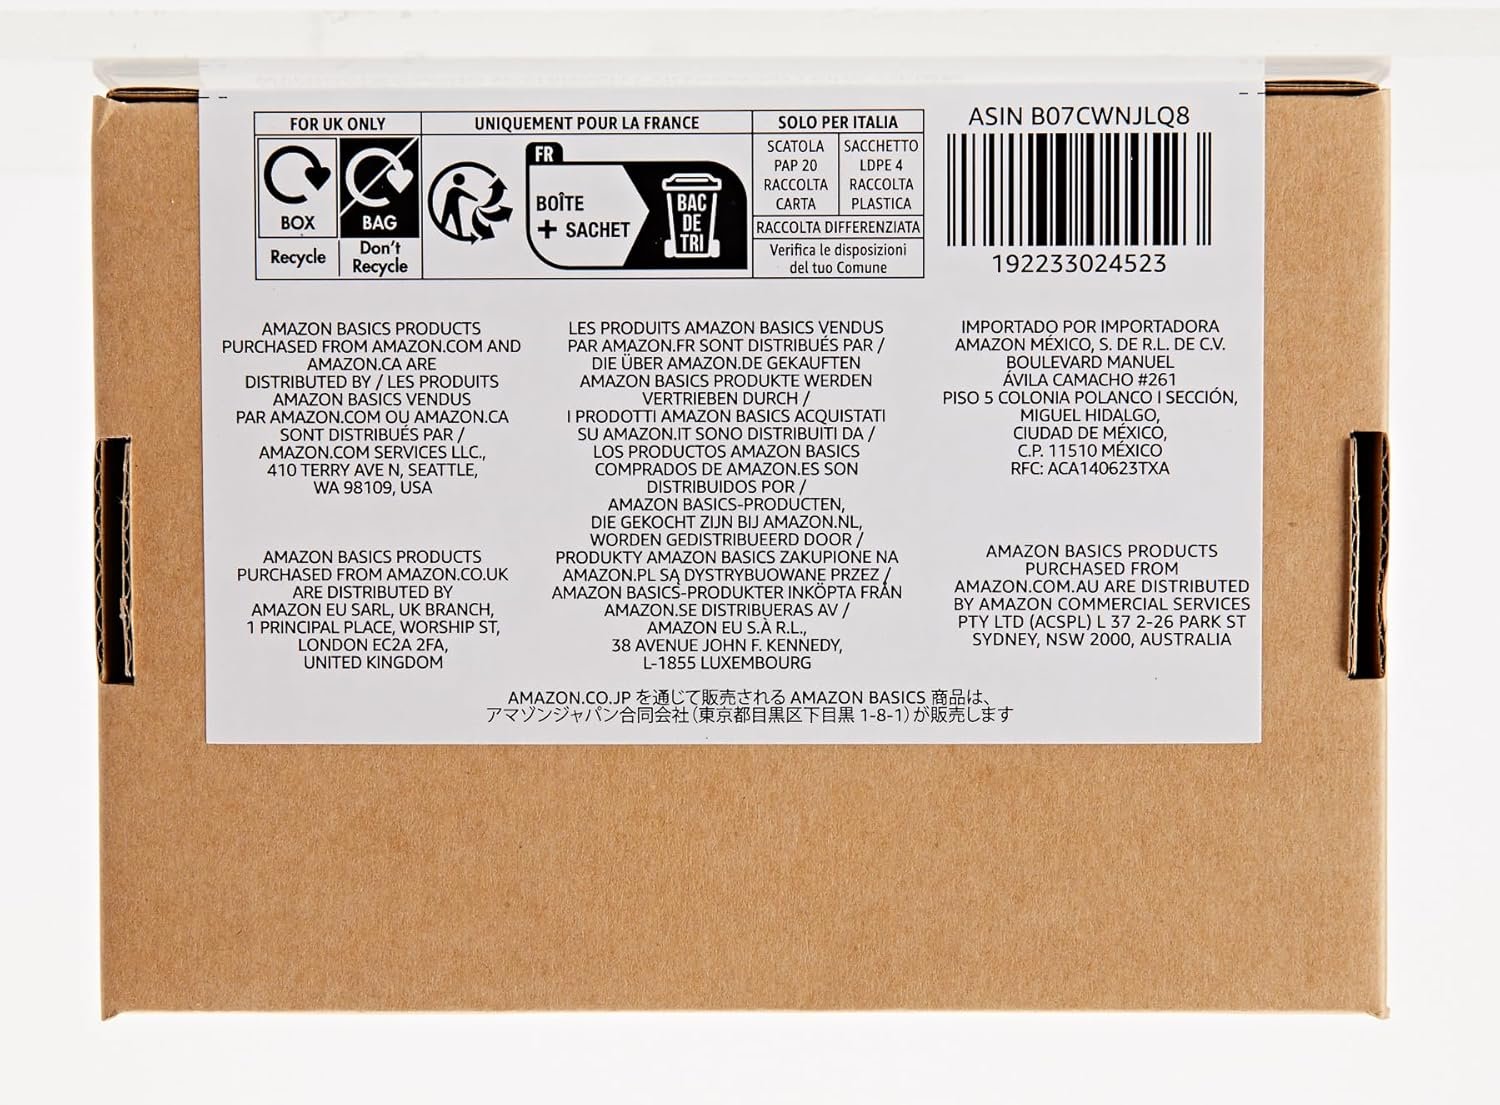 FOR UK ONLY
BOX
BAG
Recycle
Don't
Recycle
UNIQUEMENT POUR LA FRANCE
FR
BOÎTE
+ SACHET
BAC
DE
TRI
SOLO PER ITALIA
SCATOLA
PAP 20
RACCOLTA
CARTA
SACCHETTO
LDPE 4
RACCOLTA
PLASTICA
RACCOLTA DIFFERENZIATA
Verifica le disposizioni
del tuo Comune
ASIN B07CWNJLQ8
192233024523
AMAZON BASICS PRODUCTS
PURCHASED FROM AMAZON.COM AND
AMAZON.CA ARE
DISTRIBUTED BY / LES PRODUITS
AMAZON BASICS VENDUS
PAR AMAZON.COM OU AMAZON.CA
SONT DISTRIBUÉS PAR /
AMAZON.COM SERVICES LLC.,
410 TERRY AVE N, SEATTLE,
WA 98109, USA
AMAZON BASICS PRODUCTS
PURCHASED FROM AMAZON.CO.UK
ARE DISTRIBUTED BY
AMAZON EU SARL, UK BRANCH,
1 PRINCIPAL PLACE, WORSHIP ST,
LONDON EC2A 2FA,
UNITED KINGDOM
LES PRODUITS AMAZON BASICS VENDUS
PAR AMAZON.FR SONT DISTRIBUÉS PAR /
DIE ÜBER AMAZON.DE GEKAUFTEN
AMAZON BASICS PRODUKTE WERDEN
VERTRIEBEN DURCH /
I PRODOTTI AMAZON BASICS ACQUISTATI
SU AMAZON.IT SONO DISTRIBUITI DA /
LOS PRODUCTOS AMAZON BASICS
COMPRADOS DE AMAZON.ES SON
DISTRIBUIDOS POR /
AMAZON BASICS-PRODUCTEN,
DIE GEKOCHT ZIJN BIJ AMAZON.NL,
WORDEN GEDISTRIBUEERD DOOR /
PRODUKTY AMAZON BASICS ZAKUPIONE NA
AMAZON.PL SĄ DYSTRYBUOWANE PRZEZ /
AMAZON BASICS-PRODUKTER INKÖPTA FRÅN
AMAZON.SE DISTRIBUERAS AV /
AMAZON EU S.À R.L.,
38 AVENUE JOHN F. KENNEDY,
L-1855 LUXEMBOURG
IMPORTADO POR IMPORTADORA
AMAZON MÉXICO, S. DE R.L. DE C.V.
BOULEVARD MANUEL
ÁVILA CAMACHO #261
PISO 5 COLONIA POLANCO I SECCIÓN,
MIGUEL HIDALGO,
CIUDAD DE MÉXICO,
C.P. 11510 MÉXICO
RFC: ACA140623TXA
AMAZON BASICS PRODUCTS
PURCHASED FROM
AMAZON.COM.AU ARE DISTRIBUTED
BY AMAZON COMMERCIAL SERVICES
PTY LTD (ACSPL) L 37 2-26 PARK ST
SYDNEY, NSW 2000, AUSTRALIA
AMAZON.CO.JP を通じて販売される AMAZON BASICS 商品は、
アマゾンジャパン合同会社（東京都目黒区下目黒 1-8-1）が販売します